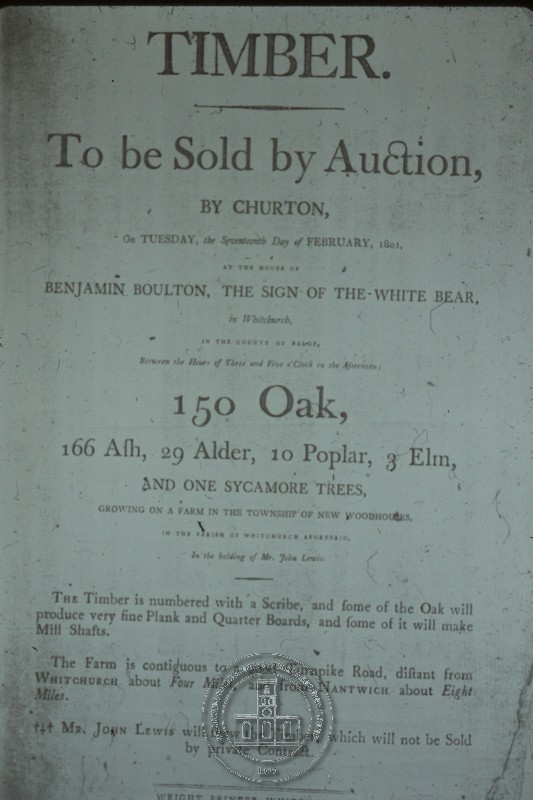 TIMBER.
To be Sold by Auction,
BY CHURTON,
On TUESDAY, the Seventeenth Day of FEBRUARY, 1801,
AT THE HOUSE OF
BENJAMIN BOULTON, THE SIGN OF THE WHITE BEAR,
in Whitchurch,
IN THE COUNTY OF SALOP,
Between the Hours of Three and Five o'Clock in the Afternoon:
150 Oak,
166 Aſh, 29 Alder, 10 Poplar, 3 Elm,
AND ONE SYCAMORE TREES,
GROWING ON A FARM IN THE TOWNSHIP OF NEW WOODHOUSES,
IN THE PARISH OF WHITCHURCH AFORESAID,
In the holding of Mr. John Lewis.
THE Timber is numbered with a Scribe, and ſome of the Oak will
produce very fine Plank and Quarter Boards, and ſome of it will make
Mill Shafts.
The Farm is contiguous to Turnpike Road, diſtant from
WHITCHURCH about Four Miles, and from NANTWICH about Eight
Miles.
‡‡‡ MR. JOHN LEWIS will which will not be Sold
by private Contract.
WRIGHT, PRINTER,